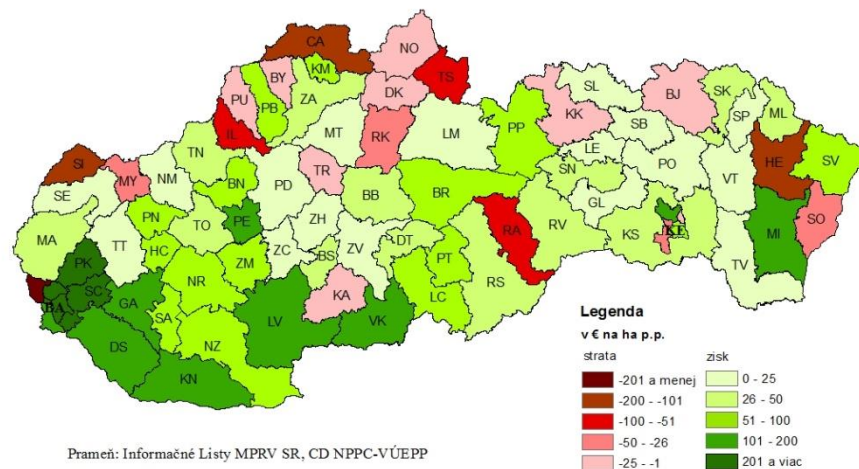 CA
NO
BY
KM
TS
PU
PB
ZA
DK
SL
BJ
SK
ML
KK
IL
MT
RK
LM
PP
SB
SP
SI
TN
LE
PO
HE
SV
MY
NM
TR
SN
VT
SE
BN
PD
BB
BR
GL
PN
PE
ZH
RA
RV
KS
KE
MI
SO
MA
TT
TO
HC
ZC
BS
ZV
DT
PT
TV
PK
NR
ZM
KA
LC
RS
SC
GA
SA
LV
VK
BA
DS
NZ
KN
Legenda
v € na ha p.p.
strata zisk
-201 a menej 0 - 25
-200 - -101 26 - 50
-100 - -51 51 - 100
-50 - -26 101 - 200
-25 - -1 201 a viac
Prameň: Informačné Listy MPRV SR, CD NPPC-VÚEPP